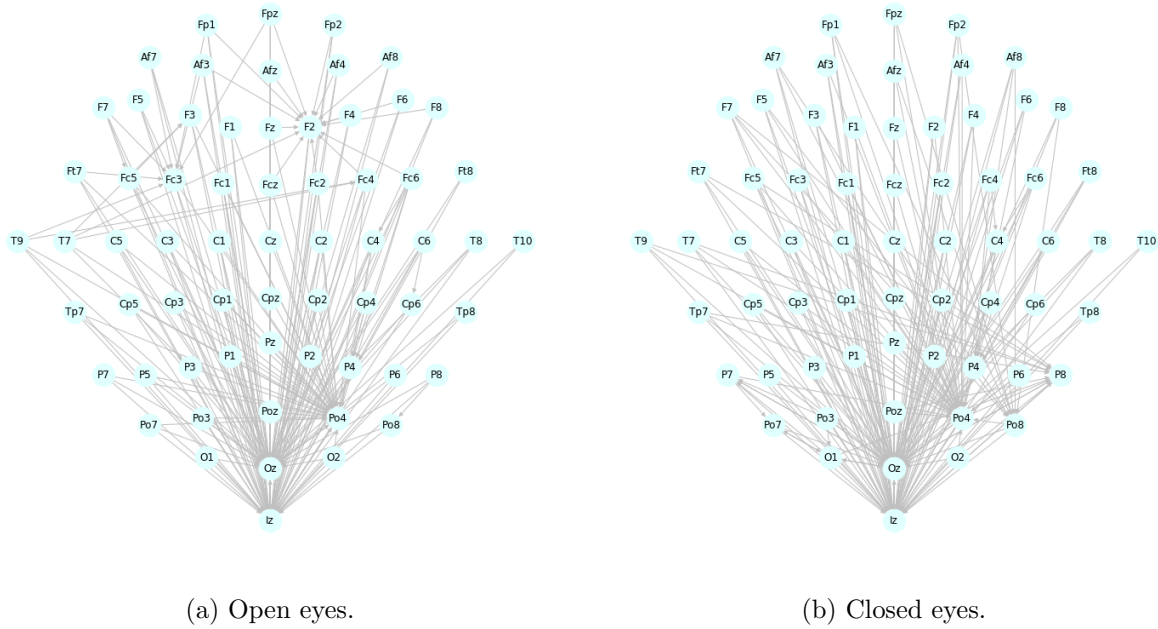 Fpz Fpz
Fp1 Fp2 Fp1 Fp2
Af7 Af3 Afz Af4 Af8 Af7 Af3 Afz Af4 Af8
F7 F5 F3 F1 Fz F2 F4 F6 F8 F7 F5 F3 F1 Fz F2 F4 F6 F8
Ft7 Fc5 Fc3 Fc1 Fcz Fc2 Fc4 Fc6 Ft8 Ft7 Fc5 Fc3 Fc1 Fcz Fc2 Fc4 Fc6 Ft8
T9 T7 C5 C3 C1 Cz C2 C4 C6 T8 T10 T9 T7 C5 C3 C1 Cz C2 C4 C6 T8 T10
Tp7 Cp5 Cp3 Cp1 Cpz Cp2 Cp4 Cp6 Tp8 Tp7 Cp5 Cp3 Cp1 Cpz Cp2 Cp4 Cp6 Tp8
P7 P5 P3 P1 Pz P2 P4 P6 P8 P7 P5 P3 P1 Pz P2 P4 P6 P8
Po7 Po3 Poz Po4 Po8 Po7 Po3 Poz Po4 Po8
O1 Oz O2 O1 Oz O2
Iz Iz
(a) Open eyes. (b) Closed eyes.